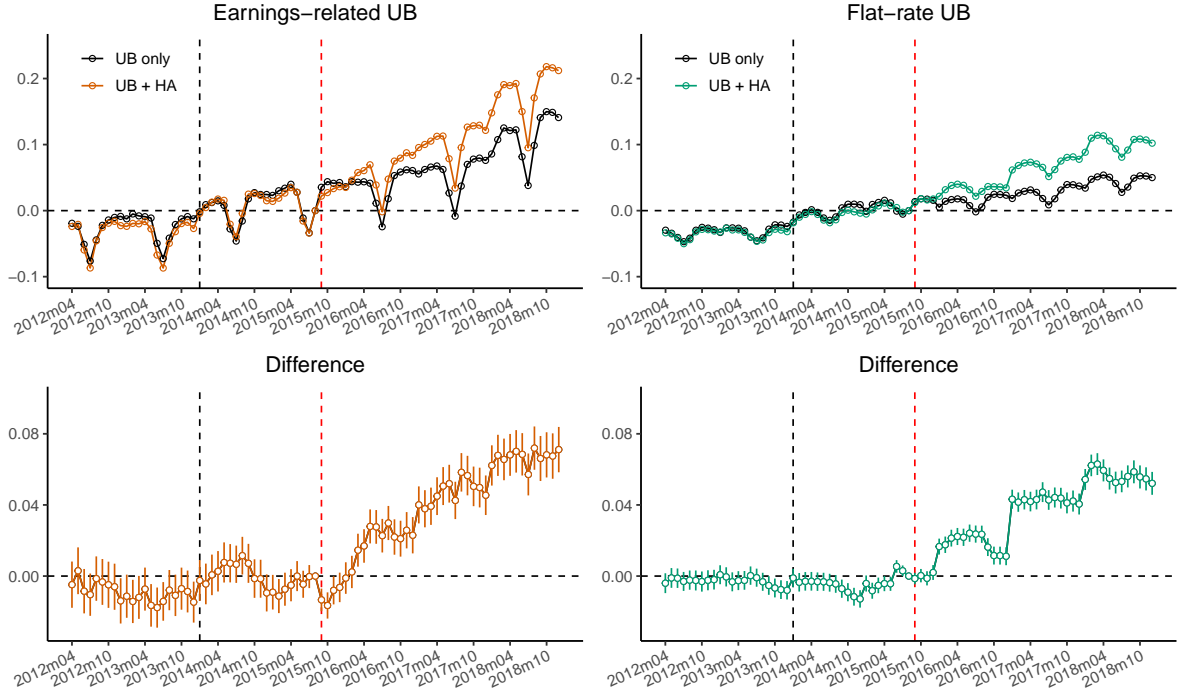 Earnings−related UB
UB only
UB + HA
0.2
0.1
0.0
−0.1
2012m04
2012m10
2013m04
2013m10
2014m04
2014m10
2015m04
2015m10
2016m04
2016m10
2017m04
2017m10
2018m04
2018m10
Flat−rate UB
UB only
UB + HA
0.2
0.1
0.0
−0.1
2012m04
2012m10
2013m04
2013m10
2014m04
2014m10
2015m04
2015m10
2016m04
2016m10
2017m04
2017m10
2018m04
2018m10
Difference
0.08
0.04
0.00
2012m04
2012m10
2013m04
2013m10
2014m04
2014m10
2015m04
2015m10
2016m04
2016m10
2017m04
2017m10
2018m04
2018m10
Difference
0.08
0.04
0.00
2012m04
2012m10
2013m04
2013m10
2014m04
2014m10
2015m04
2015m10
2016m04
2016m10
2017m04
2017m10
2018m04
2018m10